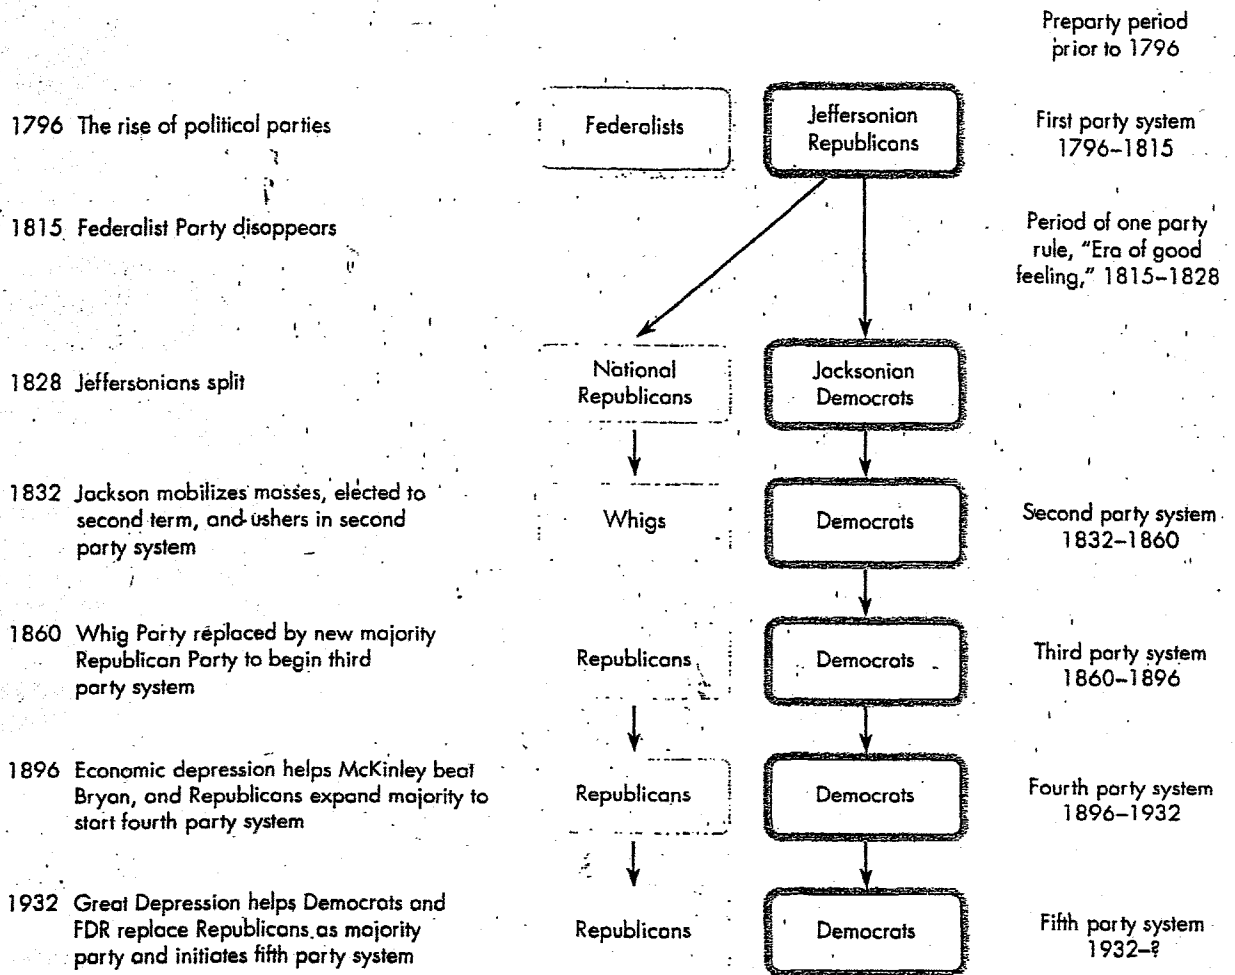 Preparty period
prior to 1796
1796 The rise of political parties
Federalists
Jeffersonian
Republicans
First party system
1796–1815
1815 Federalist Party disappears
Period of one party
rule, "Era of good
feeling," 1815–1828
1828 Jeffersonians split
National
Republicans
Jacksonian
Democrats
1832 Jackson mobilizes masses, elected to
second term, and ushers in second
party system
Whigs
Democrats
Second party system
1832–1860
1860 Whig Party replaced by new majority
Republican Party to begin third
party system
Republicans
Democrats
Third party system
1860–1896
1896 Economic depression helps McKinley beat
Bryan, and Republicans expand majority to
start fourth party system
Republicans
Democrats
Fourth party system
1896–1932
1932 Great Depression helps Democrats and
FDR replace Republicans as majority
party and initiates fifth party system
Republicans
Democrats
Fifth party system
1932–?